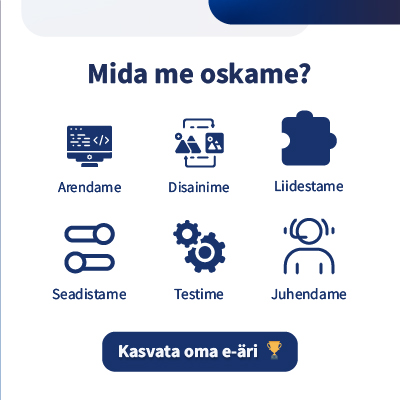 Mida me oskame?
Arendame
Disainime
Liidestame
Seadistame
Testime
Juhendame
Kasvata oma e-äri 🏆